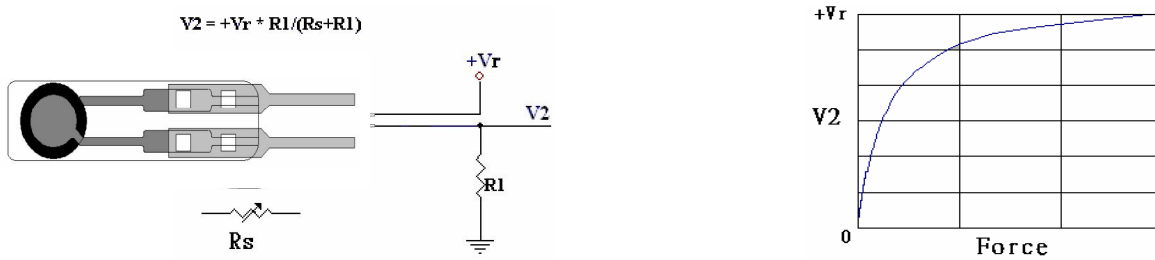 V2 = +Vr * R1/(Rs+R1)
+Vr
V2
R1
Rs
+Vr
V2
0
Force